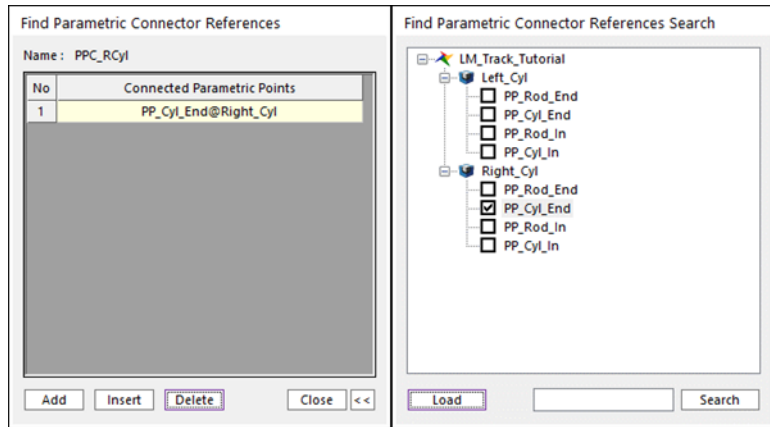 Find Parametric Connector References
Name : PPC_RCyl
No Connected Parametric Points
1 PP_Cyl_End@Right_Cyl
Add Insert Delete Close <<
Find Parametric Connector References Search
LM_Track_Tutorial
Left_Cyl
PP_Rod_End
PP_Cyl_End
PP_Rod_In
PP_Cyl_In
Right_Cyl
PP_Rod_End
PP_Cyl_End
PP_Rod_In
PP_Cyl_In
Load Search